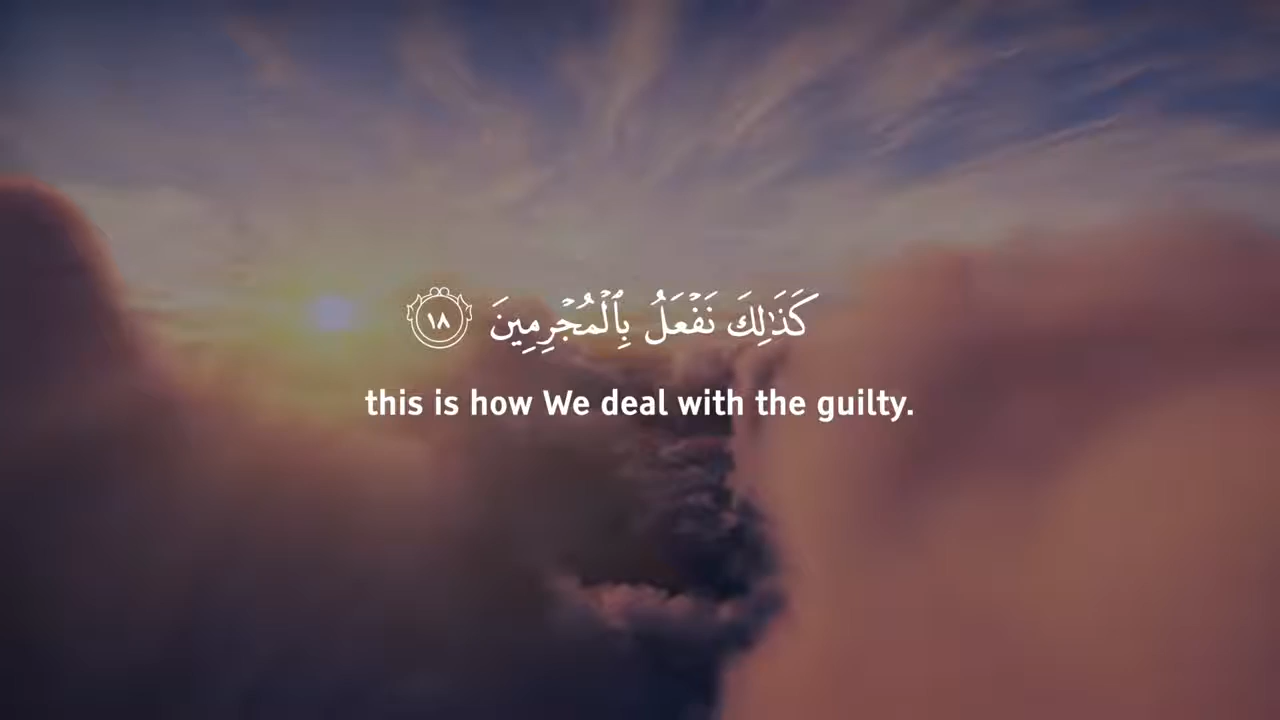 كَذَٰلِكَ نَفْعَلُ بِٱلْمُجْرِمِينَ ١٨
this is how We deal with the guilty.